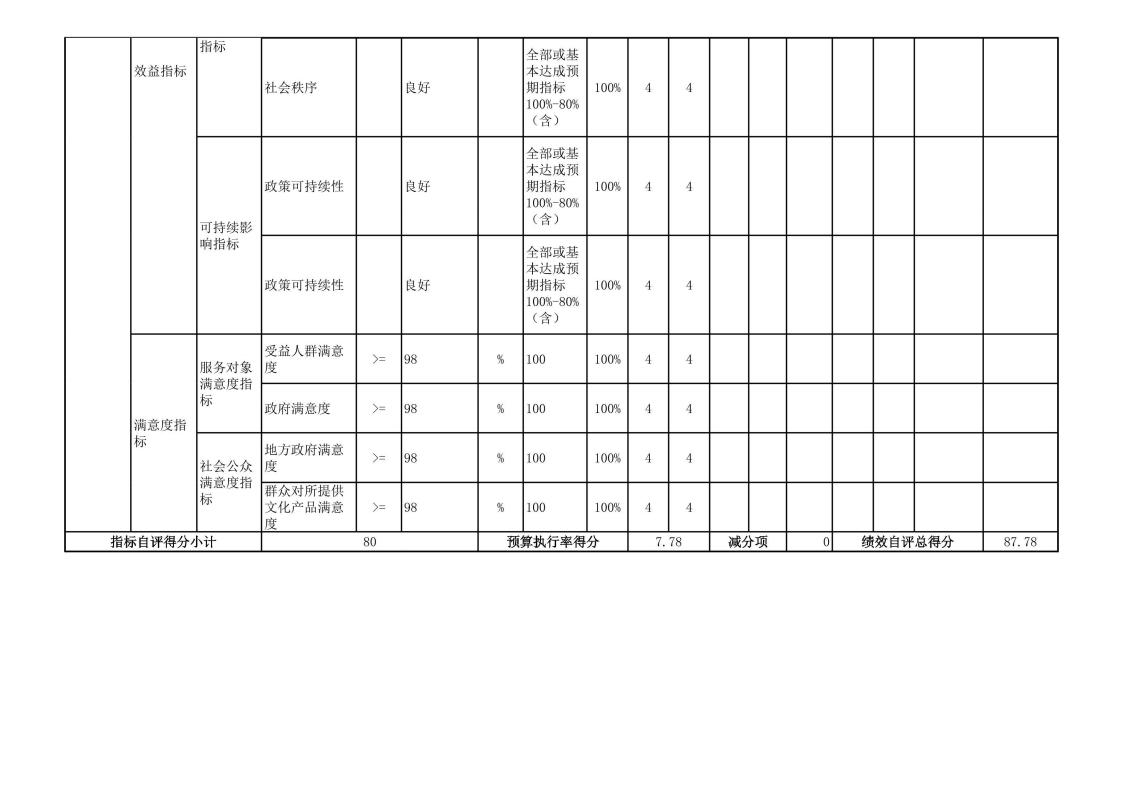 效益指标
指标
社会秩序
良好
全部或基
本达成预
期指标
100%-80%
（含）
100%
4
4
可持续影
响指标
政策可持续性
良好
全部或基
本达成预
期指标
100%-80%
（含）
100%
4
4
政策可持续性
良好
全部或基
本达成预
期指标
100%-80%
（含）
100%
4
4
满意度指
标
服务对象
满意度指
标
受益人群满意
度
>=
98
%
100
100%
4
4
政府满意度
>=
98
%
100
100%
4
4
社会公众
满意度指
标
地方政府满意
度
>=
98
%
100
100%
4
4
群众对所提供
文化产品满意
度
>=
98
%
100
100%
4
4
指标自评得分小计
80
预算执行率得分
7.78
减分项
0
绩效自评总得分
87.78